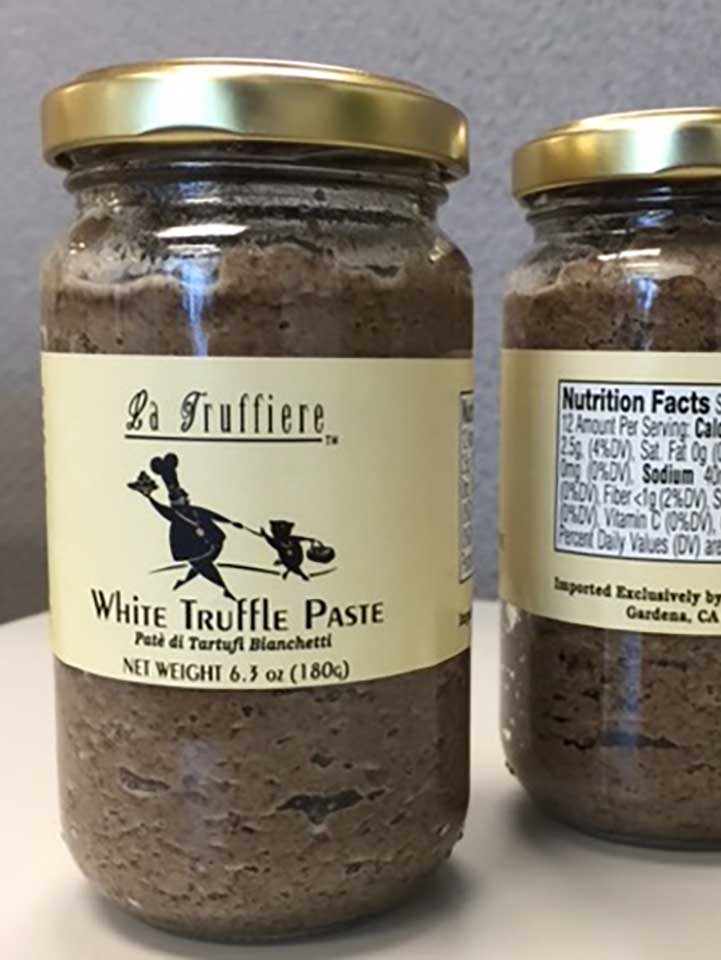 La Truffiere
TM
White Truffle Paste
Patè di Tartufi Bianchetti
NET WEIGHT 6.3 oz (180g)
Nutrition Facts
12 Amount Per Serving:
2.5g, (4%DV), Sat. Fat 0g
0mg, (0%DV), Sodium
(0%DV), Fiber <1g (2%DV),
(0%DV), Vitamin C (0%DV),
Percent Daily Values (DV) are
Imported Exclusively by
Gardena, CA